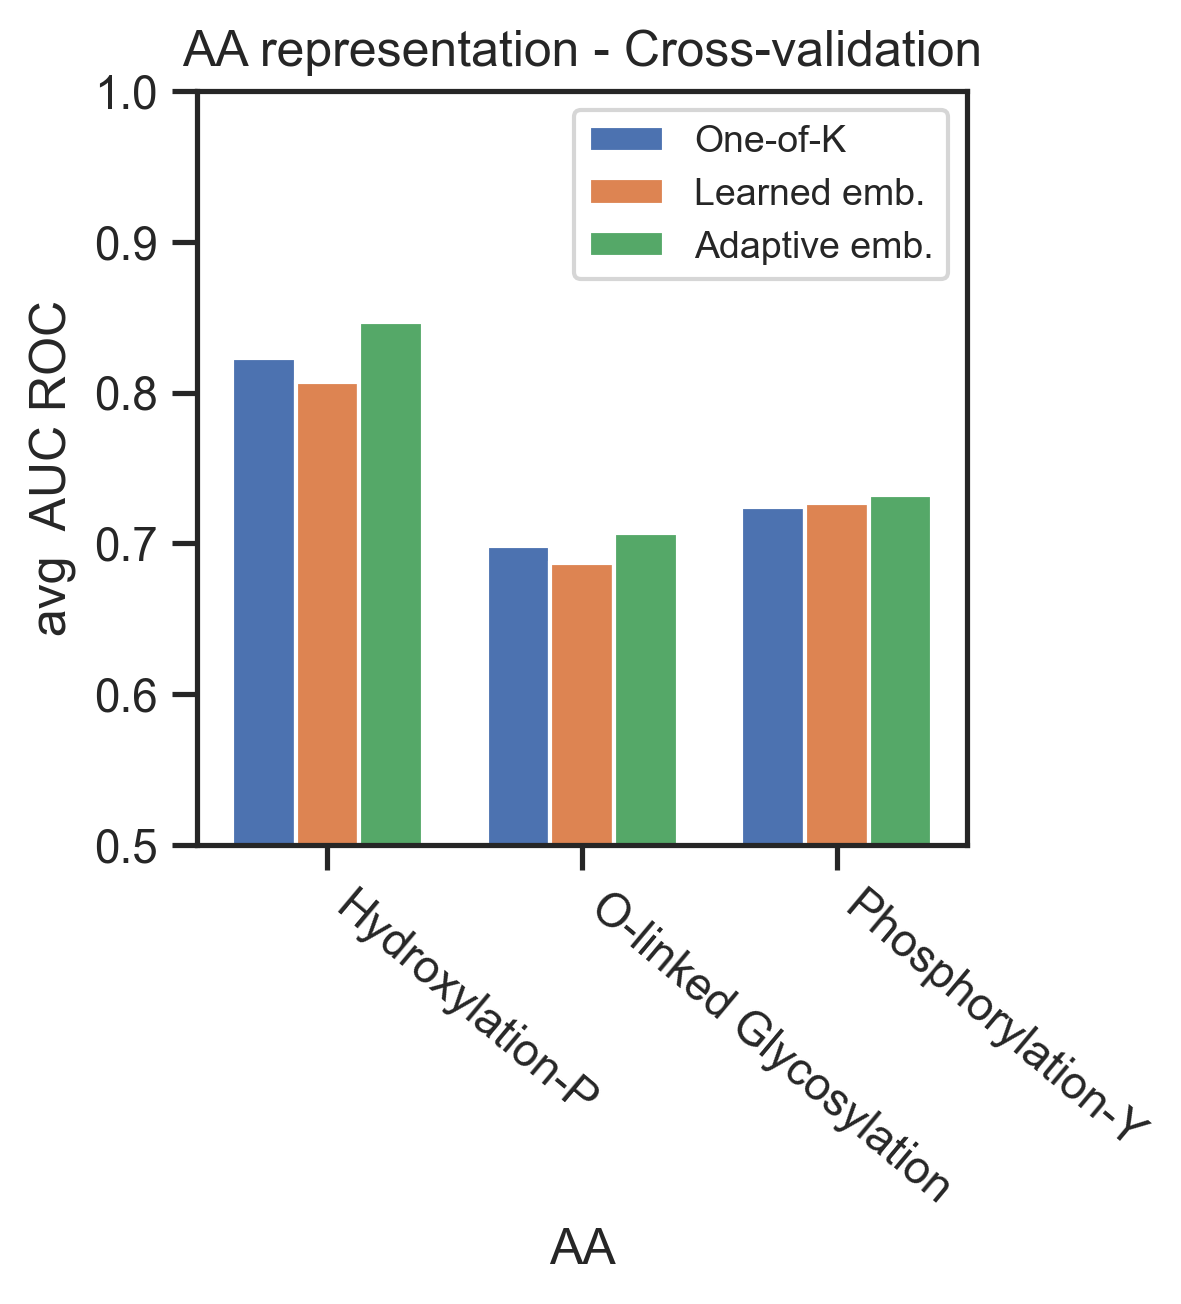 AA representation - Cross-validation
1.0
0.9
0.8
0.7
0.6
0.5
avg AUC ROC
One-of-K
Learned emb.
Adaptive emb.
Hydroxylation-P
O-linked Glycosylation
Phosphorylation-Y
AA